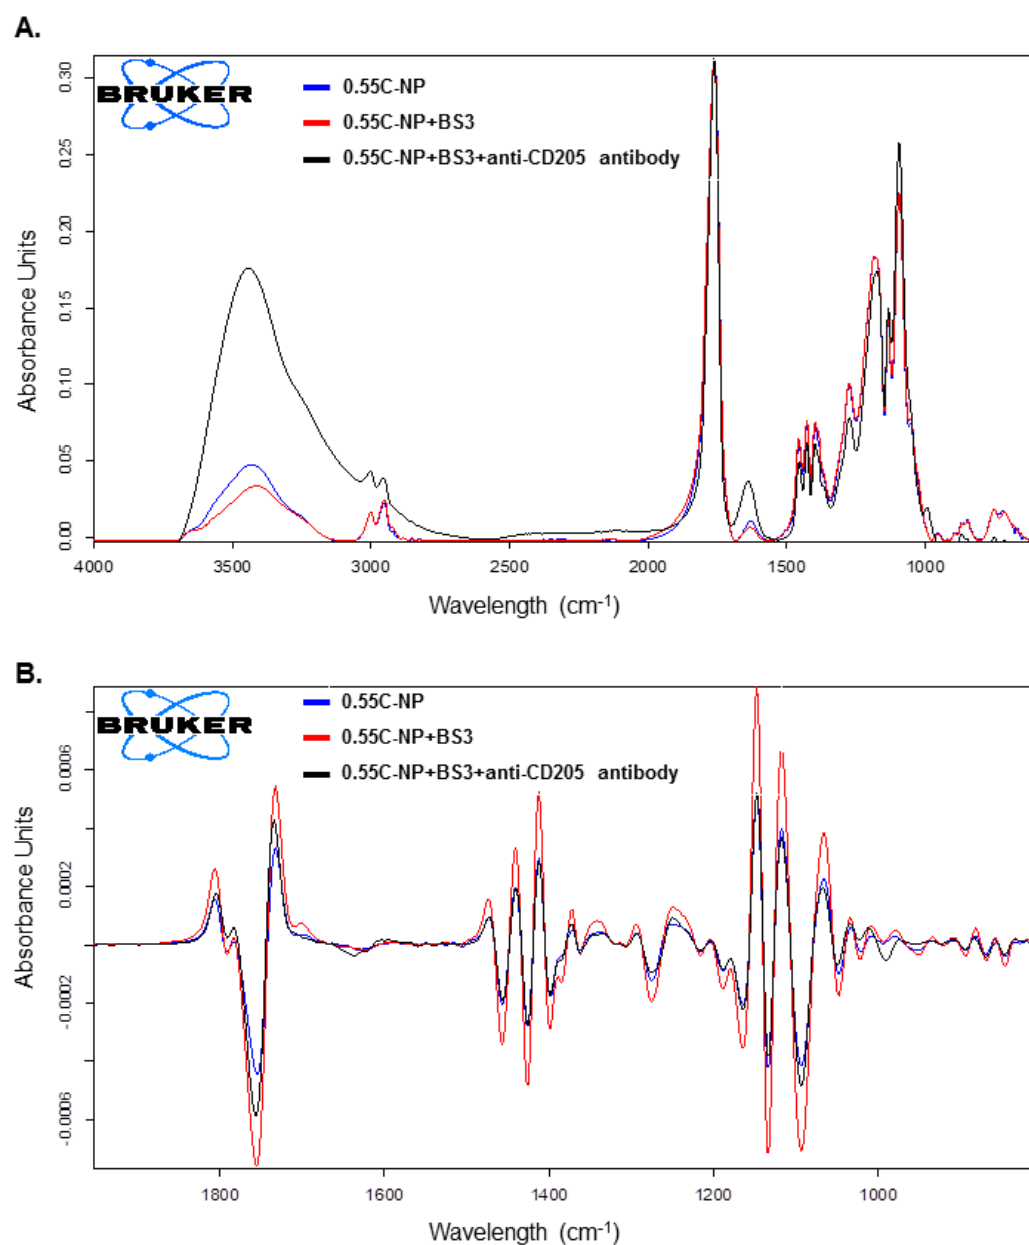 A.
BRUKER
0.55C-NP
0.55C-NP+BS3
0.55C-NP+BS3+anti-CD205 antibody
Absorbance Units
0.30
0.25
0.20
0.15
0.10
0.05
0.00
4000 3500 3000 2500 2000 1500 1000
Wavelength (cm-1)
B.
BRUKER
0.55C-NP
0.55C-NP+BS3
0.55C-NP+BS3+anti-CD205 antibody
Absorbance Units
0.0006
0.0002
-0.0002
-0.0006
1800 1600 1400 1200 1000
Wavelength (cm-1)